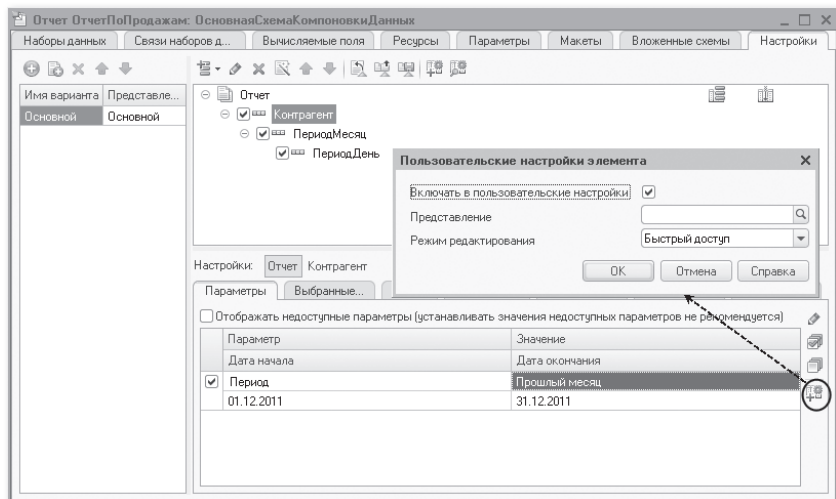 Отчет ОтчетПоПродажам: ОсновнаяСхемаКомпоновкиДанных
Наборы данных Связи наборов д... Вычисляемые поля Ресурсы Параметры Макеты Вложенные схемы Настройки
Имя варианта Представле...
Основной Основной
Отчет
Контрагент
ПериодМесяц
ПериодДень
Пользовательские настройки элемента
Включать в пользовательские настройки
Представление
Режим редактирования Быстрый доступ
OK Отмена Справка
Настройки: Отчет Контрагент
Параметры Выбранные...
Отображать недоступные параметры (устанавливать значения недоступных параметров не рекомендуется)
Параметр Значение
Дата начала Дата окончания
Период Прошлый месяц
01.12.2011 31.12.2011